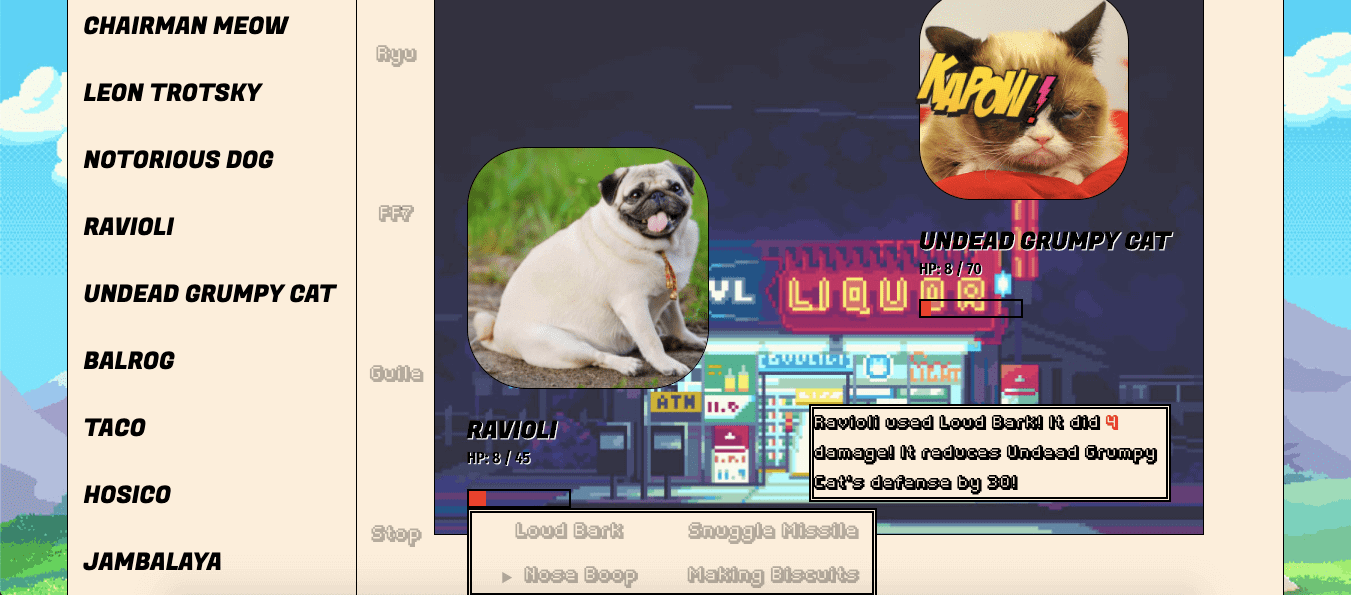 CHAIRMAN MEOW
LEON TROTSKY
NOTORIOUS DOG
RAVIOLI
UNDEAD GRUMPY CAT
BALROG
TACO
HOSICO
JAMBALAYA
Ryu
FF7
Guile
Stop
KAPOW!
UNDEAD GRUMPY CAT
HP: 8 / 70
LIQUOR
ATM
RAVIOLI
HP: 8 / 45
Ravioli used Loud Bark! It did 4
damage! It reduces Undead Grumpy
Cat's defense by 30!
Loud Bark
Snuggle Missile
▸ Nose Boop
Making Biscuits